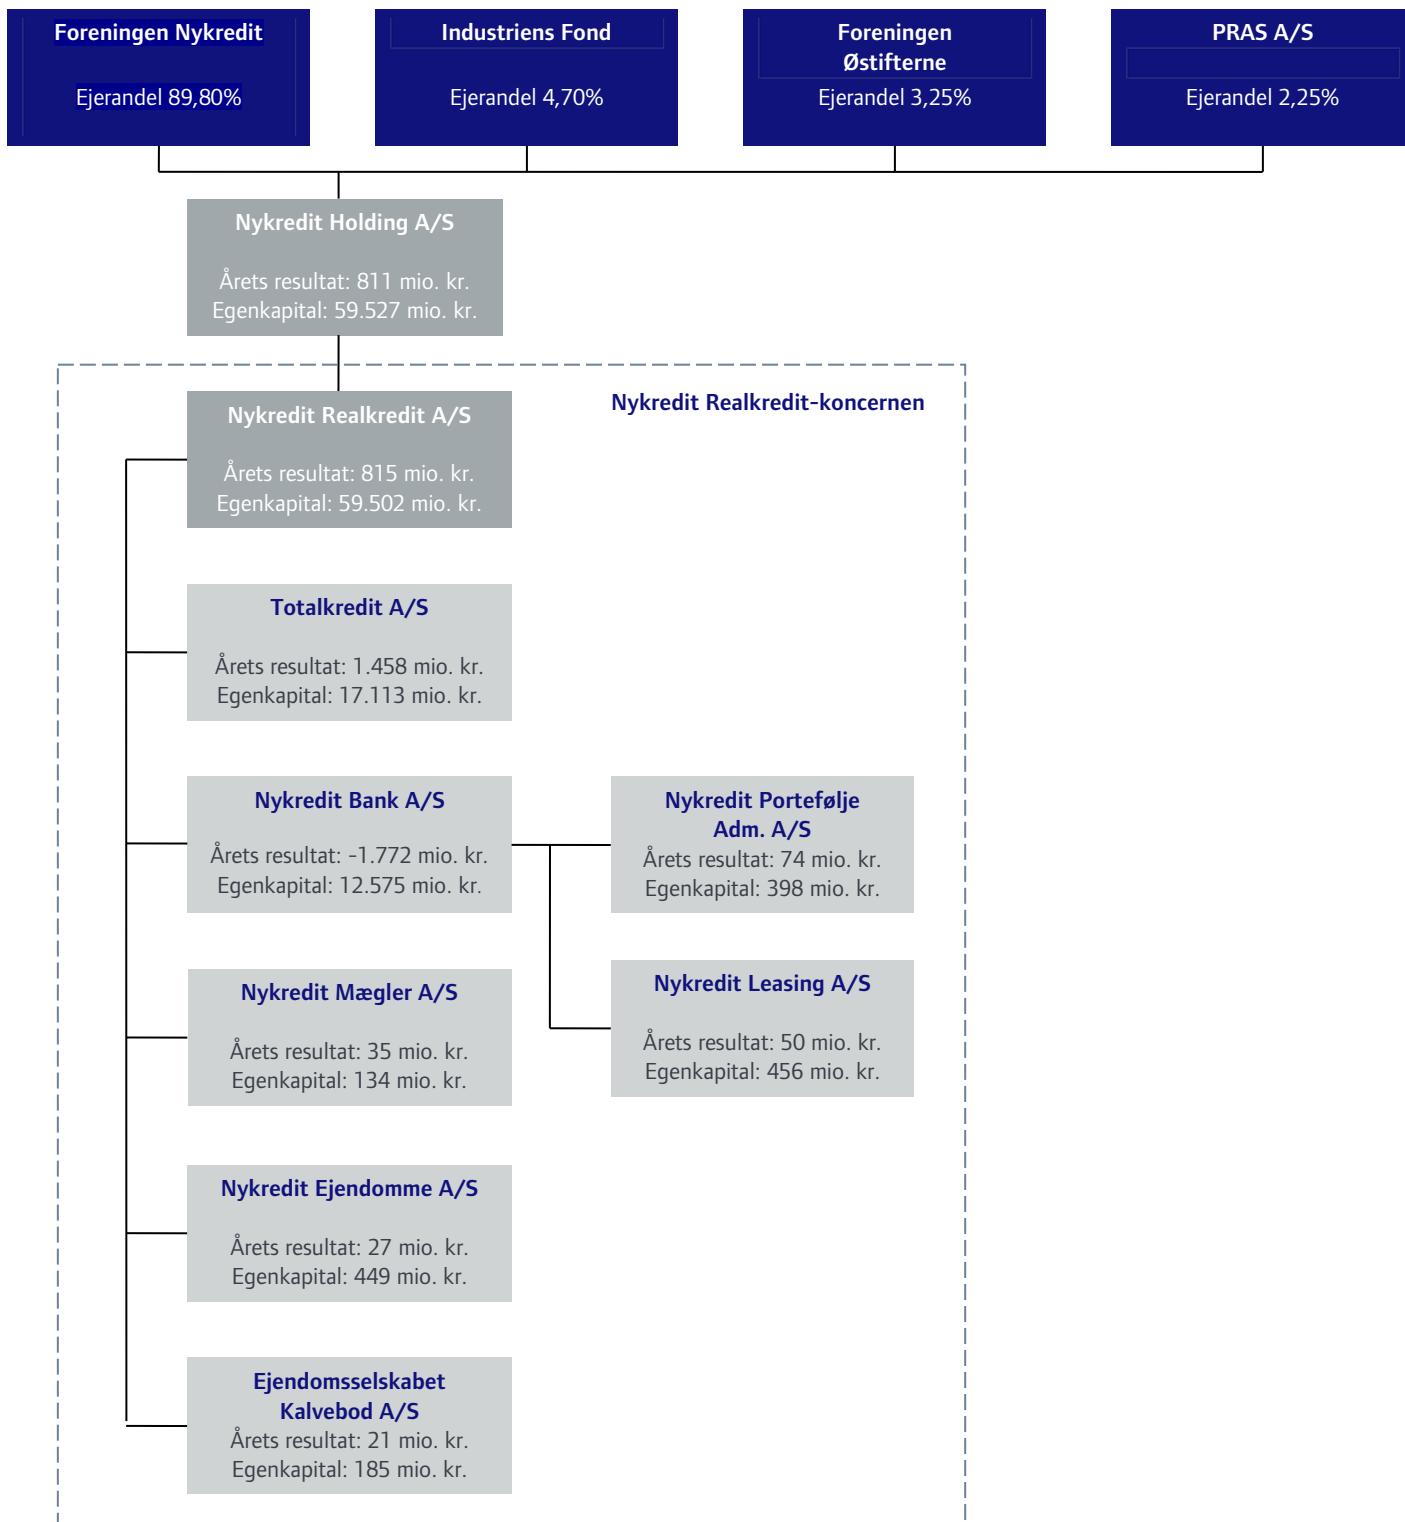 Foreningen Nykredit
Ejerandel 89,80%
Industriens Fond
Ejerandel 4,70%
Foreningen
Østifterne
Ejerandel 3,25%
PRAS A/S
Ejerandel 2,25%
Nykredit Holding A/S
Årets resultat: 811 mio. kr.
Egenkapital: 59.527 mio. kr.
Nykredit Realkredit-koncernen
Nykredit Realkredit A/S
Årets resultat: 815 mio. kr.
Egenkapital: 59.502 mio. kr.
Totalkredit A/S
Årets resultat: 1.458 mio. kr.
Egenkapital: 17.113 mio. kr.
Nykredit Bank A/S
Årets resultat: -1.772 mio. kr.
Egenkapital: 12.575 mio. kr.
Nykredit Portefølje
Adm. A/S
Årets resultat: 74 mio. kr.
Egenkapital: 398 mio. kr.
Nykredit Leasing A/S
Årets resultat: 50 mio. kr.
Egenkapital: 456 mio. kr.
Nykredit Mægler A/S
Årets resultat: 35 mio. kr.
Egenkapital: 134 mio. kr.
Nykredit Ejendomme A/S
Årets resultat: 27 mio. kr.
Egenkapital: 449 mio. kr.
Ejendomsselskabet
Kalvebod A/S
Årets resultat: 21 mio. kr.
Egenkapital: 185 mio. kr.